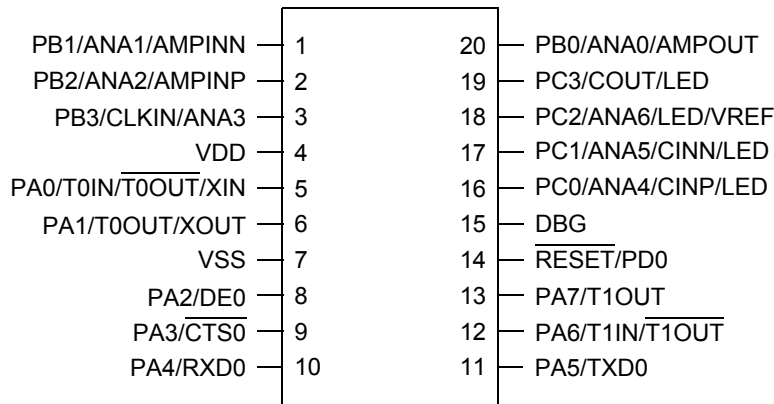 PB1/ANA1/AMPINN 1 20 PB0/ANA0/AMPOUT
PB2/ANA2/AMPINP 2 19 PC3/COUT/LED
PB3/CLKIN/ANA3 3 18 PC2/ANA6/LED/VREF
VDD 4 17 PC1/ANA5/CINN/LED
PA0/T0IN/T0OUT/XIN 5 16 PC0/ANA4/CINP/LED
PA1/T0OUT/XOUT 6 15 DBG
VSS 7 14 RESET/PD0
PA2/DE0 8 13 PA7/T1OUT
PA3/CTS0 9 12 PA6/T1IN/T1OUT
PA4/RXD0 10 11 PA5/TXD0